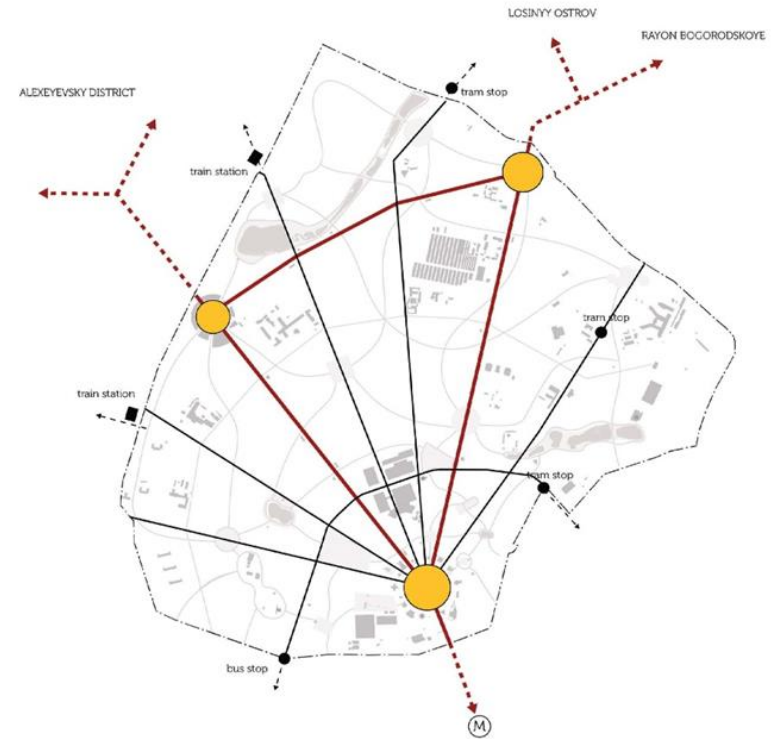 LOSINYY OSTROV
RAYON BOGORODSKOYE
ALEXEYEVSKY DISTRICT
tram stop
train station
tram stop
train station
tram stop
bus stop
M